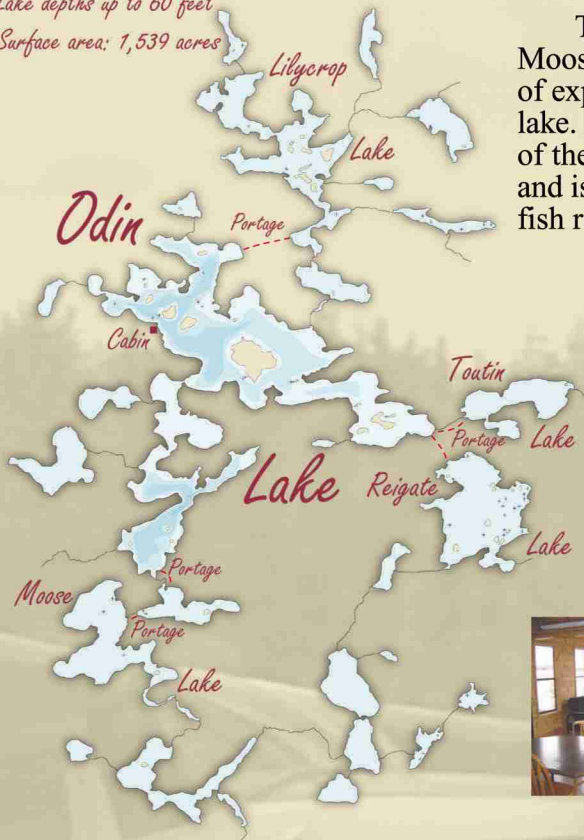 Lake depths up to 60 feet
Surface area: 1,539 acres
Moos
of exp
lake.
of the
and is
fish r
Lilycrop
Lake
Odin
Portage
Cabin
Toutin
Portage
Lake
Lake
Reigate
Lake
Portage
Moose
Portage
Lake